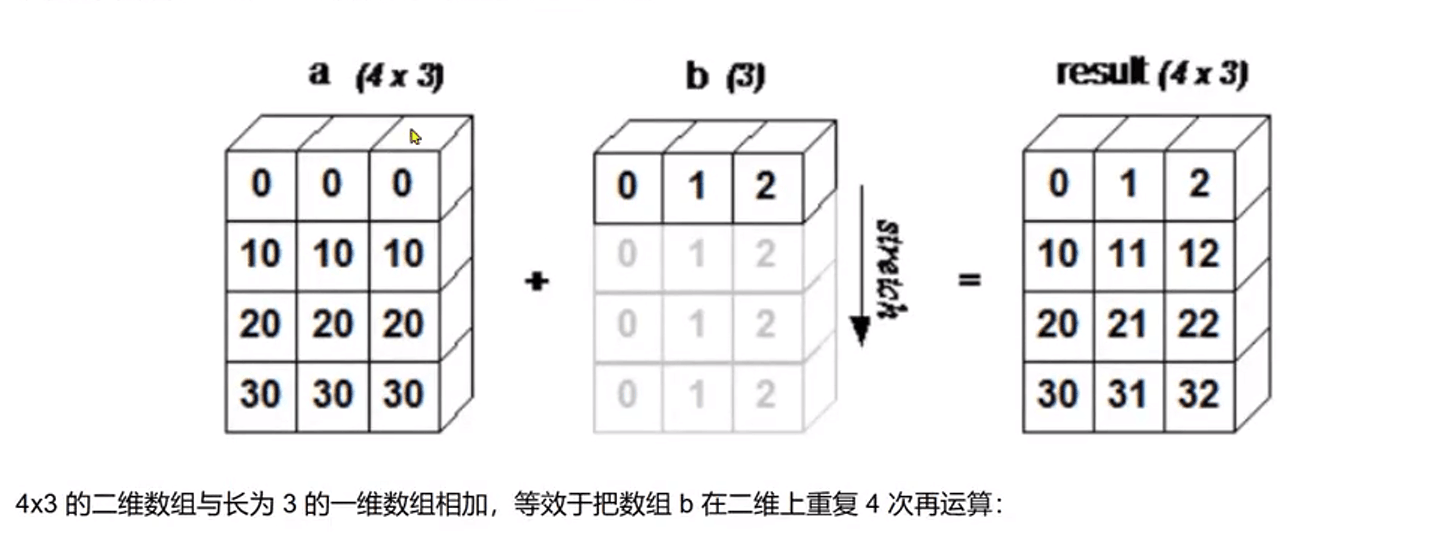 a (4 x 3) b (3) result (4 x 3)
0 0 0 0 1 2 0 1 2
10 10 10 0 1 2 10 11 12
stretch
+ =
20 20 20 0 1 2 20 21 22
30 30 30 0 1 2 30 31 32
4x3 的二维数组与长为 3 的一维数组相加，等效于把数组 b 在二维上重复 4 次再运算：